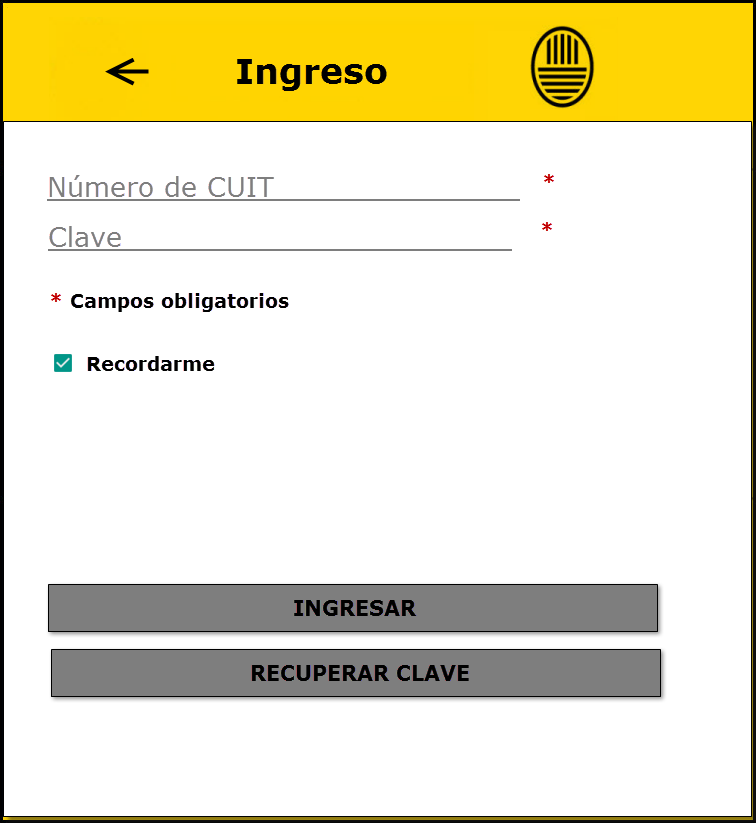 Ingreso
Número de CUIT *
Clave *
* Campos obligatorios
Recordarme
INGRESAR
RECUPERAR CLAVE